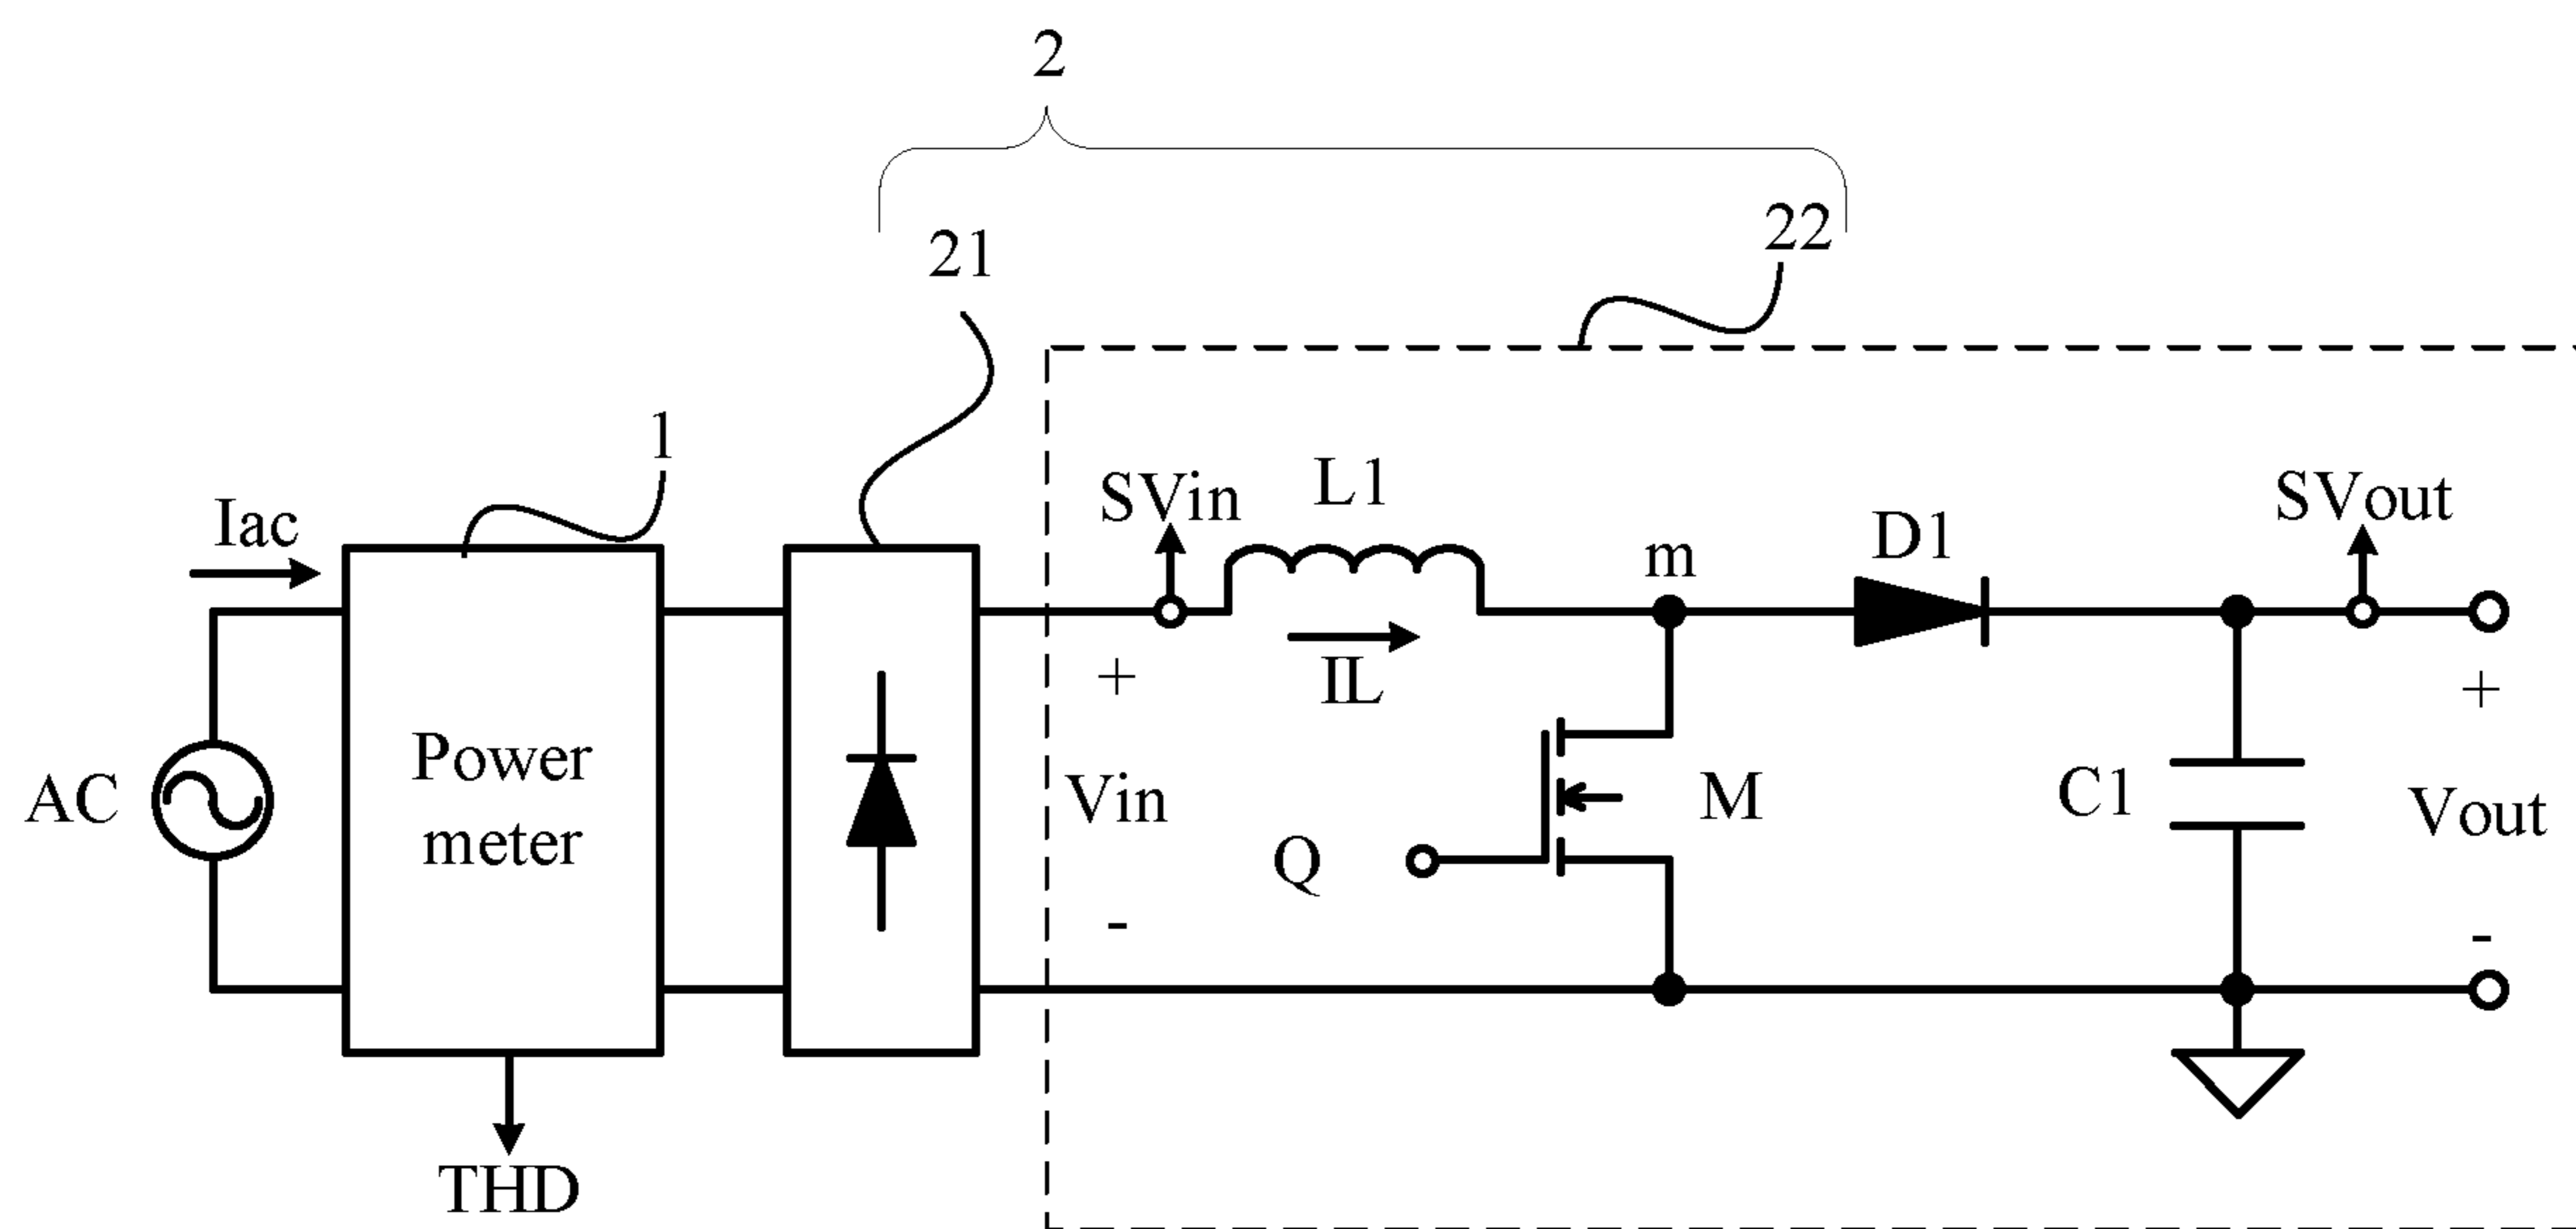 2
22
21
1
L1
SVin
SVout
Iac
D1
m
+
IL
+
Power
meter
AC
Vin
M
C1
Vout
Q
-
-
THD